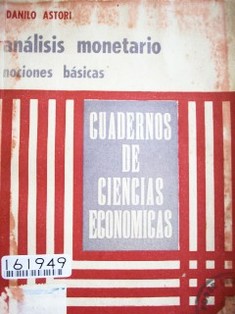 DANILO ASTORI
análisis monetario
nociones básicas
CUADERNOS
DE
CIENCIAS
ECONOMICAS
161949